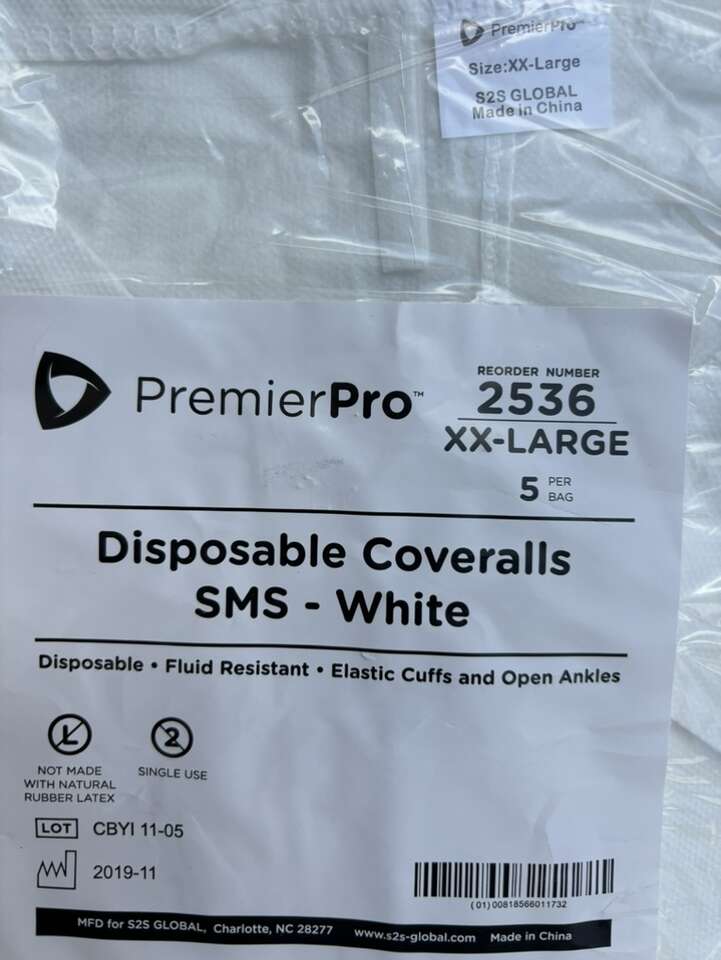 PremierPro
Size:XX-Large
S2S GLOBAL
Made in China
PremierPro™
REORDER NUMBER
2536
XX-LARGE
5 PER BAG
Disposable Coveralls
SMS - White
Disposable • Fluid Resistant • Elastic Cuffs and Open Ankles
L
2
NOT MADE
WITH NATURAL
RUBBER LATEX
SINGLE USE
LOT CBYI 11-05
2019-11
(01)00818566011732
MFD for S2S GLOBAL, Charlotte, NC 28277 www.s2s-global.com Made in China